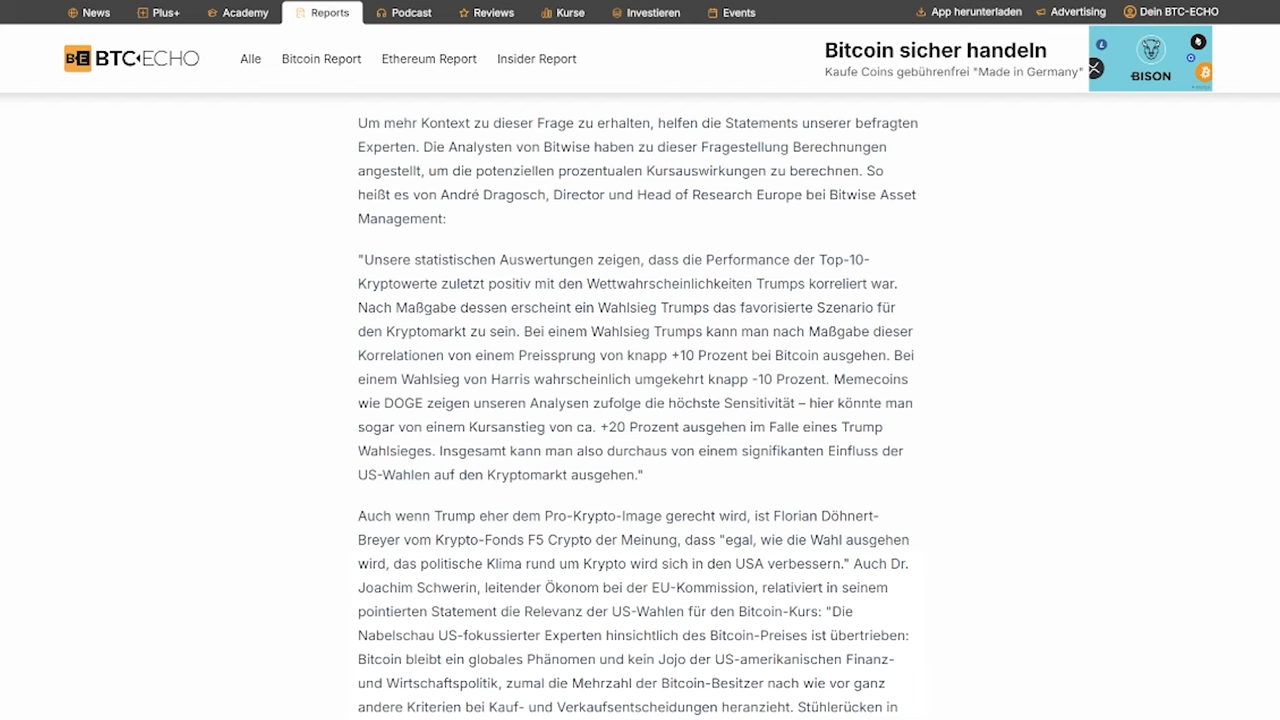 News Plus+ Academy Reports Podcast Reviews Kurse Investieren Events App herunterladen Advertising Dein BTC-ECHO
BE BTC-ECHO Alle Bitcoin Report Ethereum Report Insider Report
Bitcoin sicher handeln
Kaufe Coins gebührenfrei "Made in Germany"
BISON
Um mehr Kontext zu dieser Frage zu erhalten, helfen die Statements unserer befragten
Experten. Die Analysten von Bitwise haben zu dieser Fragestellung Berechnungen
angestellt, um die potenziellen prozentualen Kursauswirkungen zu berechnen. So
heißt es von André Dragosch, Director und Head of Research Europe bei Bitwise Asset
Management:
"Unsere statistischen Auswertungen zeigen, dass die Performance der Top-10-
Kryptowerte zuletzt positiv mit den Wettwahrscheinlichkeiten Trumps korreliert war.
Nach Maßgabe dessen erscheint ein Wahlsieg Trumps das favorisierte Szenario für
den Kryptomarkt zu sein. Bei einem Wahlsieg Trumps kann man nach Maßgabe dieser
Korrelationen von einem Preissprung von knapp +10 Prozent bei Bitcoin ausgehen. Bei
einem Wahlsieg von Harris wahrscheinlich umgekehrt knapp -10 Prozent. Memecoins
wie DOGE zeigen unseren Analysen zufolge die höchste Sensitivität – hier könnte man
sogar von einem Kursanstieg von ca. +20 Prozent ausgehen im Falle eines Trump
Wahlsieges. Insgesamt kann man also durchaus von einem signifikanten Einfluss der
US-Wahlen auf den Kryptomarkt ausgehen."
Auch wenn Trump eher dem Pro-Krypto-Image gerecht wird, ist Florian Döhnert-
Breyer vom Krypto-Fonds F5 Crypto der Meinung, dass "egal, wie die Wahl ausgehen
wird, das politische Klima rund um Krypto wird sich in den USA verbessern." Auch Dr.
Joachim Schwerin, leitender Ökonom bei der EU-Kommission, relativiert in seinem
pointierten Statement die Relevanz der US-Wahlen für den Bitcoin-Kurs: "Die
Nabelschau US-fokussierter Experten hinsichtlich des Bitcoin-Preises ist übertrieben:
Bitcoin bleibt ein globales Phänomen und kein Jojo der US-amerikanischen Finanz-
und Wirtschaftspolitik, zumal die Mehrzahl der Bitcoin-Besitzer nach wie vor ganz
andere Kriterien bei Kauf- und Verkaufsentscheidungen heranzieht. Stühlerücken in